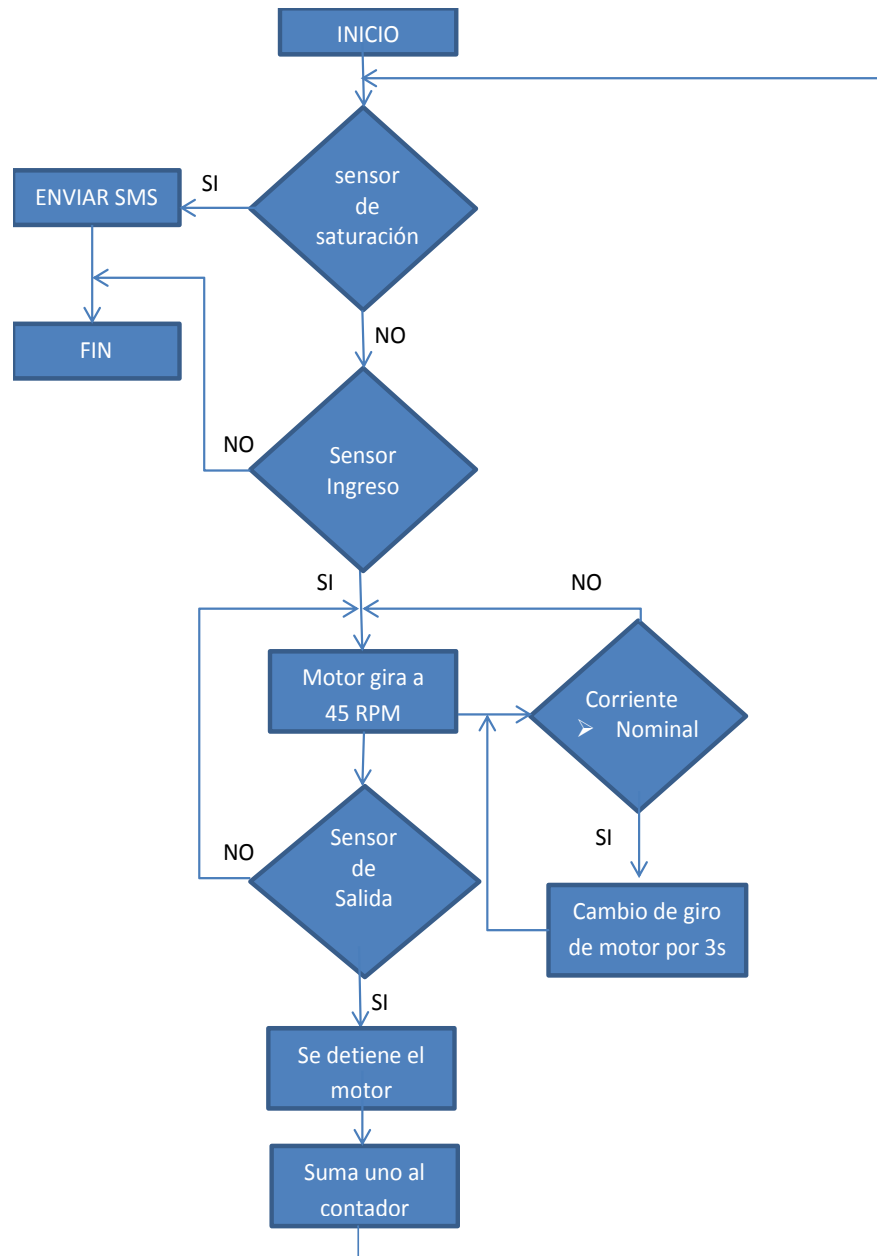 INICIO
sensor
de
saturación
SI
ENVIAR SMS
FIN
NO
NO
Sensor
Ingreso
SI
NO
Motor gira a
45 RPM
Corriente
➢ Nominal
NO
Sensor
de
Salida
SI
Cambio de giro
de motor por 3s
SI
Se detiene el
motor
Suma uno al
contador